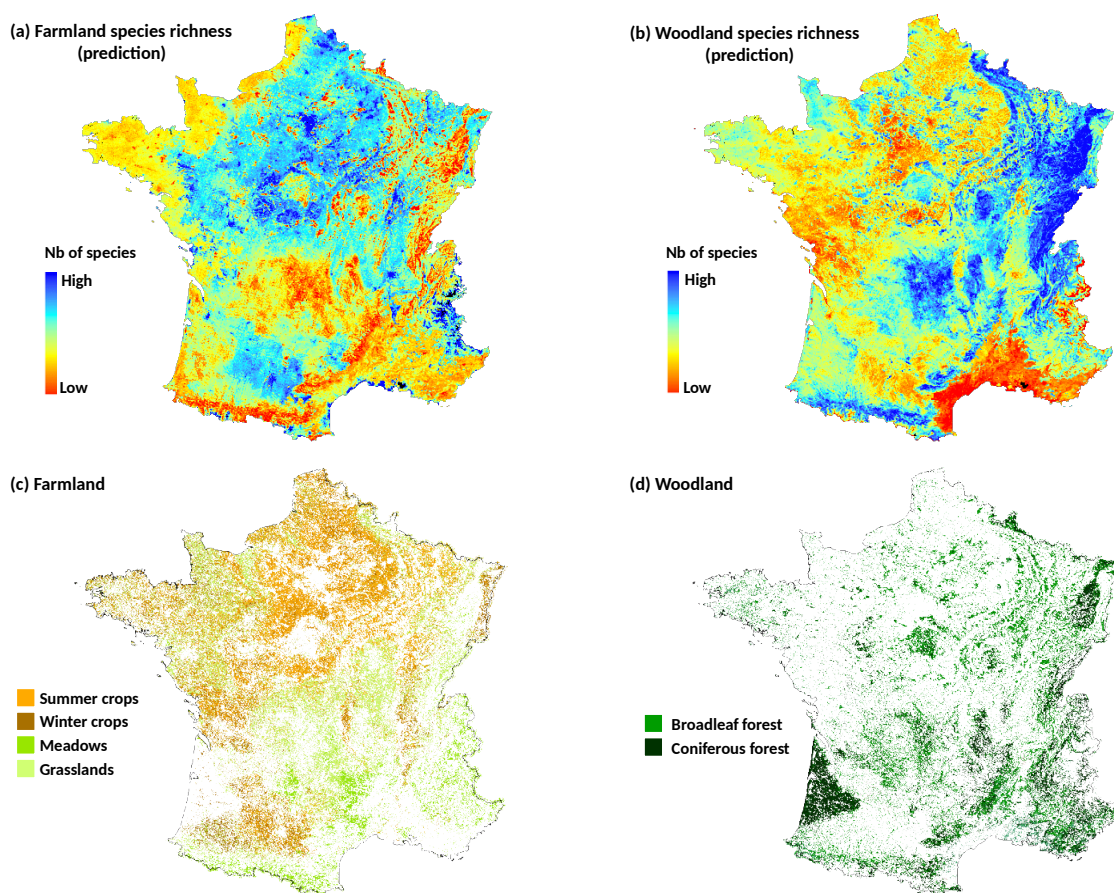 (a) Farmland species richness
(prediction)
(b) Woodland species richness
(prediction)
Nb of species
High
Low
Nb of species
High
Low
(c) Farmland
(d) Woodland
Summer crops
Winter crops
Meadows
Grasslands
Broadleaf forest
Coniferous forest